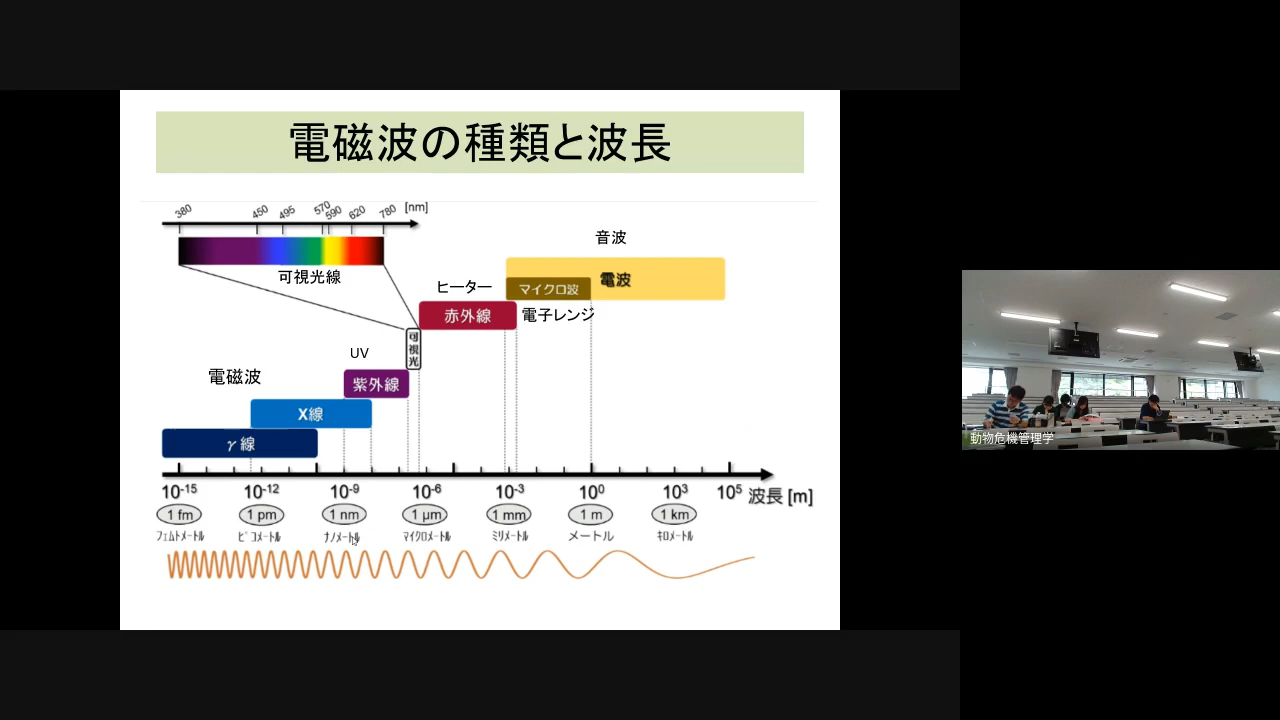 電磁波の種類と波長
380 450 495 570 590 620 780 [nm]
可視光線
音波
電波
マイクロ波
ヒーター
赤外線
電子レンジ
可視光
UV
紫外線
電磁波
X線
γ線
10-15 10-12 10-9 10-6 10-3 100 103 105 波長 [m]
1 fm 1 pm 1 nm 1 μm 1 mm 1 m 1 km
フェムトメートル ピコメートル ナノメートル マイクロメートル ミリメートル メートル キロメートル
動物危機管理学